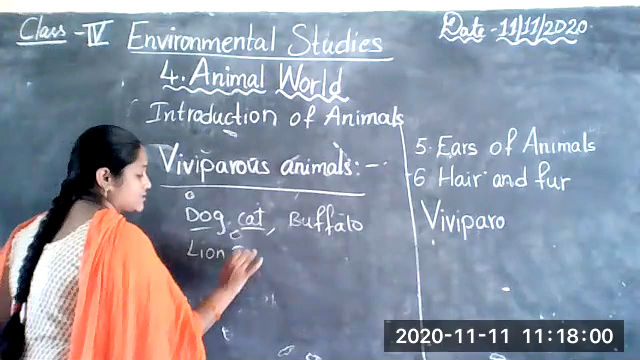 Class - IV
Environmental Studies
Date - 11/11/2020
4. Animal World
Introduction of Animals
Viviparous animals:-
Dog, cat, Buffalo
Lion
5. Ears of Animals
6 Hair and fur
Viviparo
2020-11-11 11:18:00